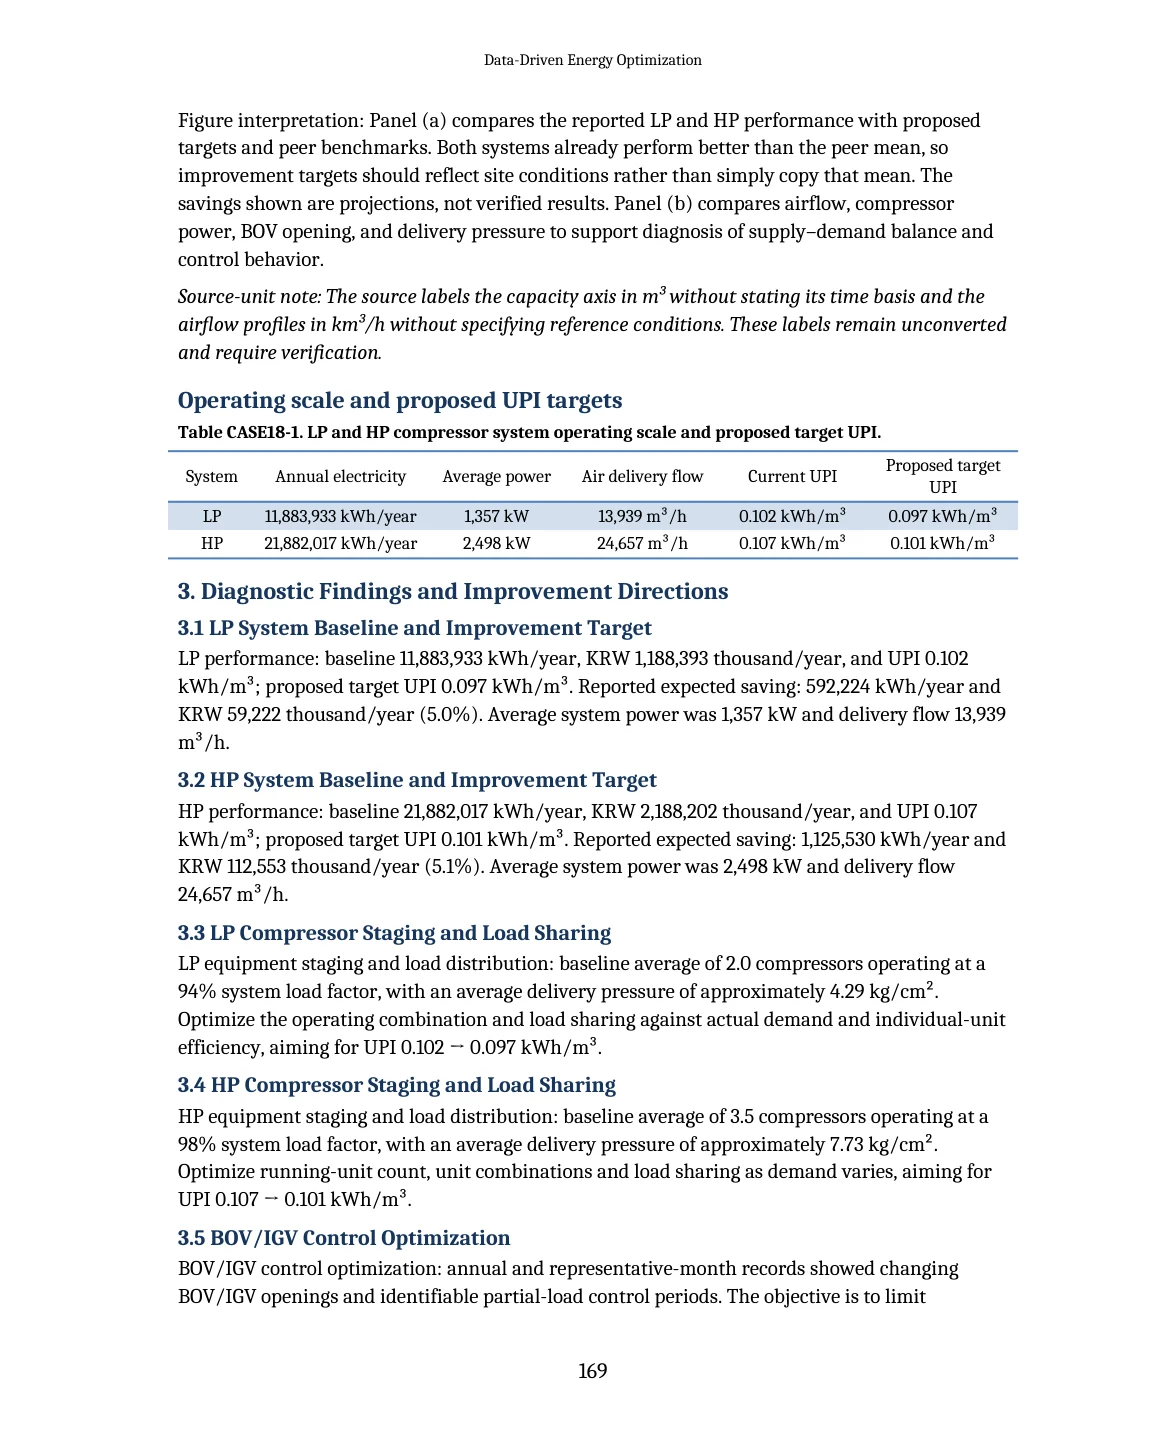 Data-Driven Energy Optimization
Figure interpretation: Panel (a) compares the reported LP and HP performance with proposed
targets and peer benchmarks. Both systems already perform better than the peer mean, so
improvement targets should reflect site conditions rather than simply copy that mean. The
savings shown are projections, not verified results. Panel (b) compares airflow, compressor
power, BOV opening, and delivery pressure to support diagnosis of supply–demand balance and
control behavior.
Source-unit note: The source labels the capacity axis in m³ without stating its time basis and the
airflow profiles in km³/h without specifying reference conditions. These labels remain unconverted
and require verification.
Operating scale and proposed UPI targets
Table CASE18-1. LP and HP compressor system operating scale and proposed target UPI.
System Annual electricity Average power Air delivery flow Current UPI Proposed target UPI
LP 11,883,933 kWh/year 1,357 kW 13,939 m³/h 0.102 kWh/m³ 0.097 kWh/m³
HP 21,882,017 kWh/year 2,498 kW 24,657 m³/h 0.107 kWh/m³ 0.101 kWh/m³
3. Diagnostic Findings and Improvement Directions
3.1 LP System Baseline and Improvement Target
LP performance: baseline 11,883,933 kWh/year, KRW 1,188,393 thousand/year, and UPI 0.102
kWh/m³; proposed target UPI 0.097 kWh/m³. Reported expected saving: 592,224 kWh/year and
KRW 59,222 thousand/year (5.0%). Average system power was 1,357 kW and delivery flow 13,939
m³/h.
3.2 HP System Baseline and Improvement Target
HP performance: baseline 21,882,017 kWh/year, KRW 2,188,202 thousand/year, and UPI 0.107
kWh/m³; proposed target UPI 0.101 kWh/m³. Reported expected saving: 1,125,530 kWh/year and
KRW 112,553 thousand/year (5.1%). Average system power was 2,498 kW and delivery flow
24,657 m³/h.
3.3 LP Compressor Staging and Load Sharing
LP equipment staging and load distribution: baseline average of 2.0 compressors operating at a
94% system load factor, with an average delivery pressure of approximately 4.29 kg/cm².
Optimize the operating combination and load sharing against actual demand and individual-unit
efficiency, aiming for UPI 0.102 → 0.097 kWh/m³.
3.4 HP Compressor Staging and Load Sharing
HP equipment staging and load distribution: baseline average of 3.5 compressors operating at a
98% system load factor, with an average delivery pressure of approximately 7.73 kg/cm².
Optimize running-unit count, unit combinations and load sharing as demand varies, aiming for
UPI 0.107 → 0.101 kWh/m³.
3.5 BOV/IGV Control Optimization
BOV/IGV control optimization: annual and representative-month records showed changing
BOV/IGV openings and identifiable partial-load control periods. The objective is to limit
169